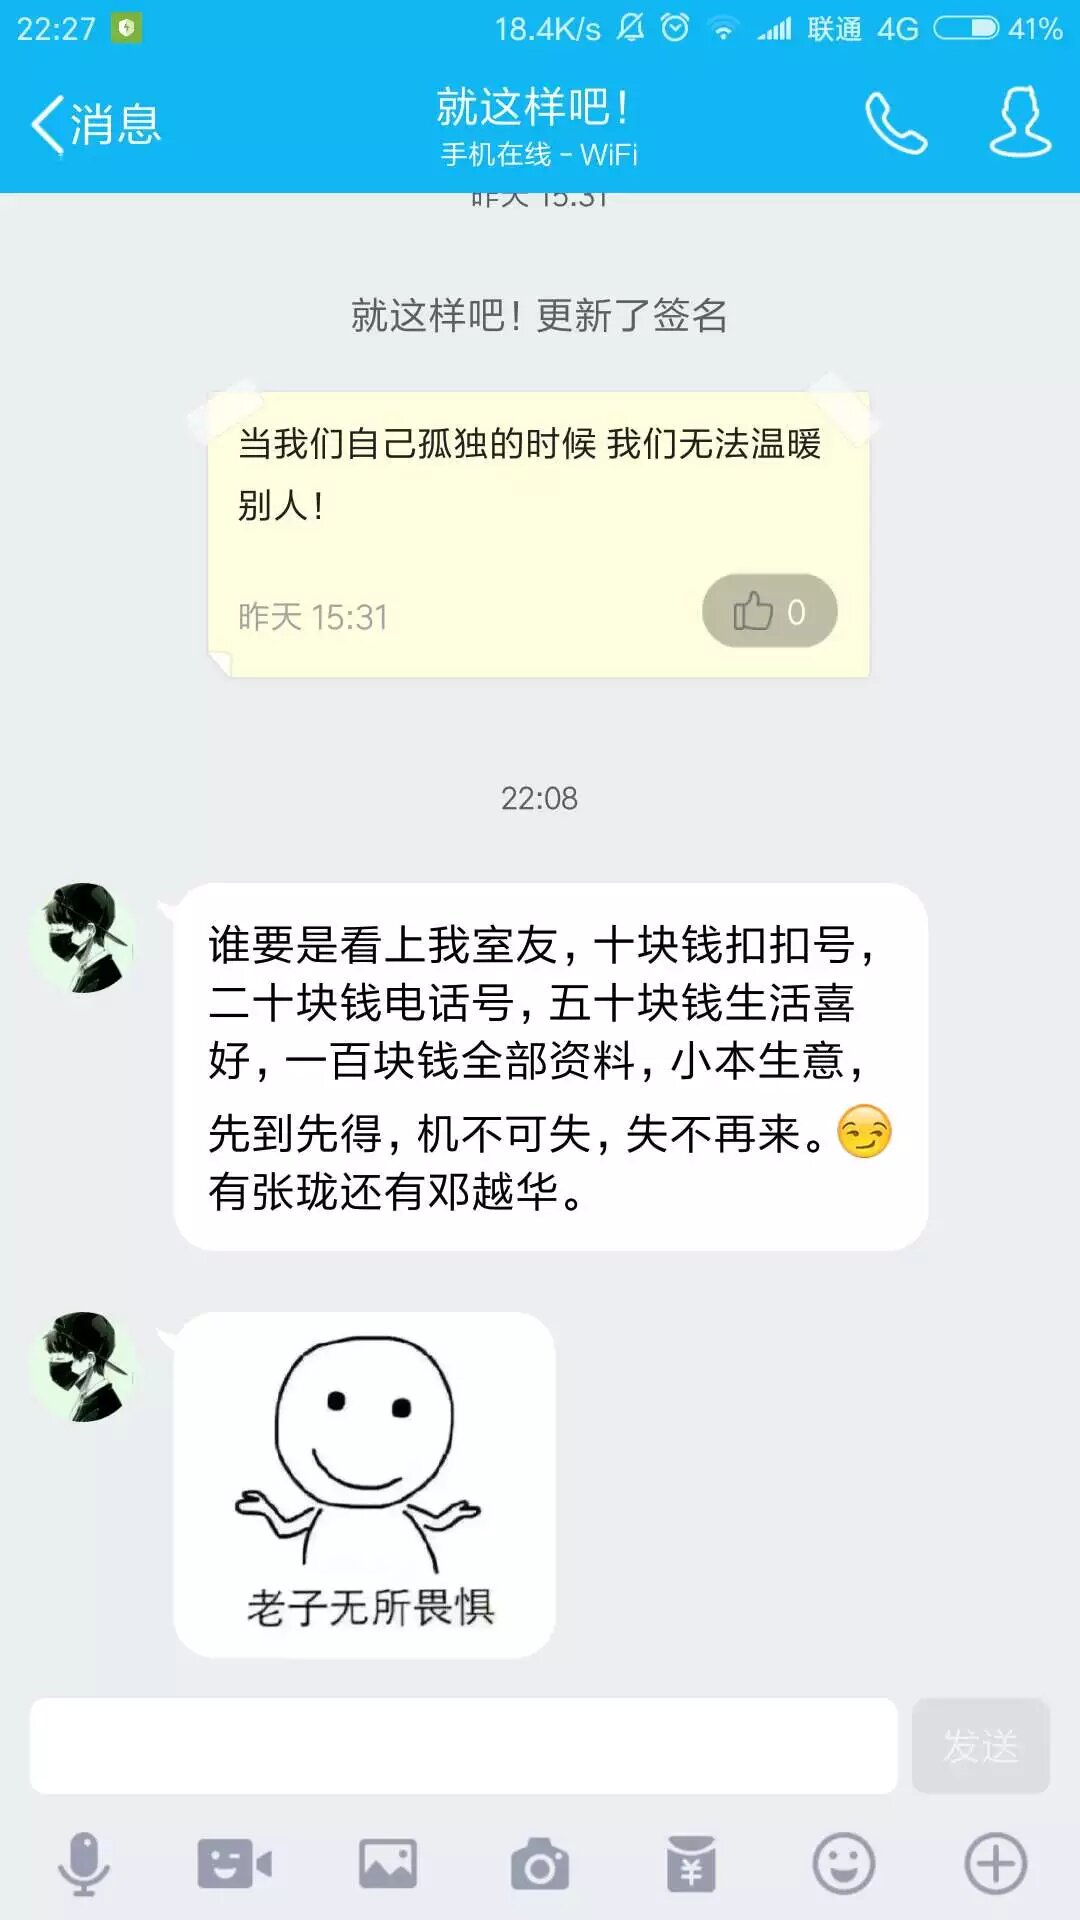 22:27 18.4K/s 联通 4G 41%
消息
就这样吧！
手机在线 - WiFi
昨天 15:31
就这样吧！更新了签名
当我们自己孤独的时候 我们无法温暖
别人！
昨天 15:31
0
22:08
谁要是看上我室友，十块钱扣扣号，
二十块钱电话号，五十块钱生活喜
好，一百块钱全部资料，小本生意，
先到先得，机不可失，失不再来。😏
有张珑还有邓越华。
老子无所畏惧
发送